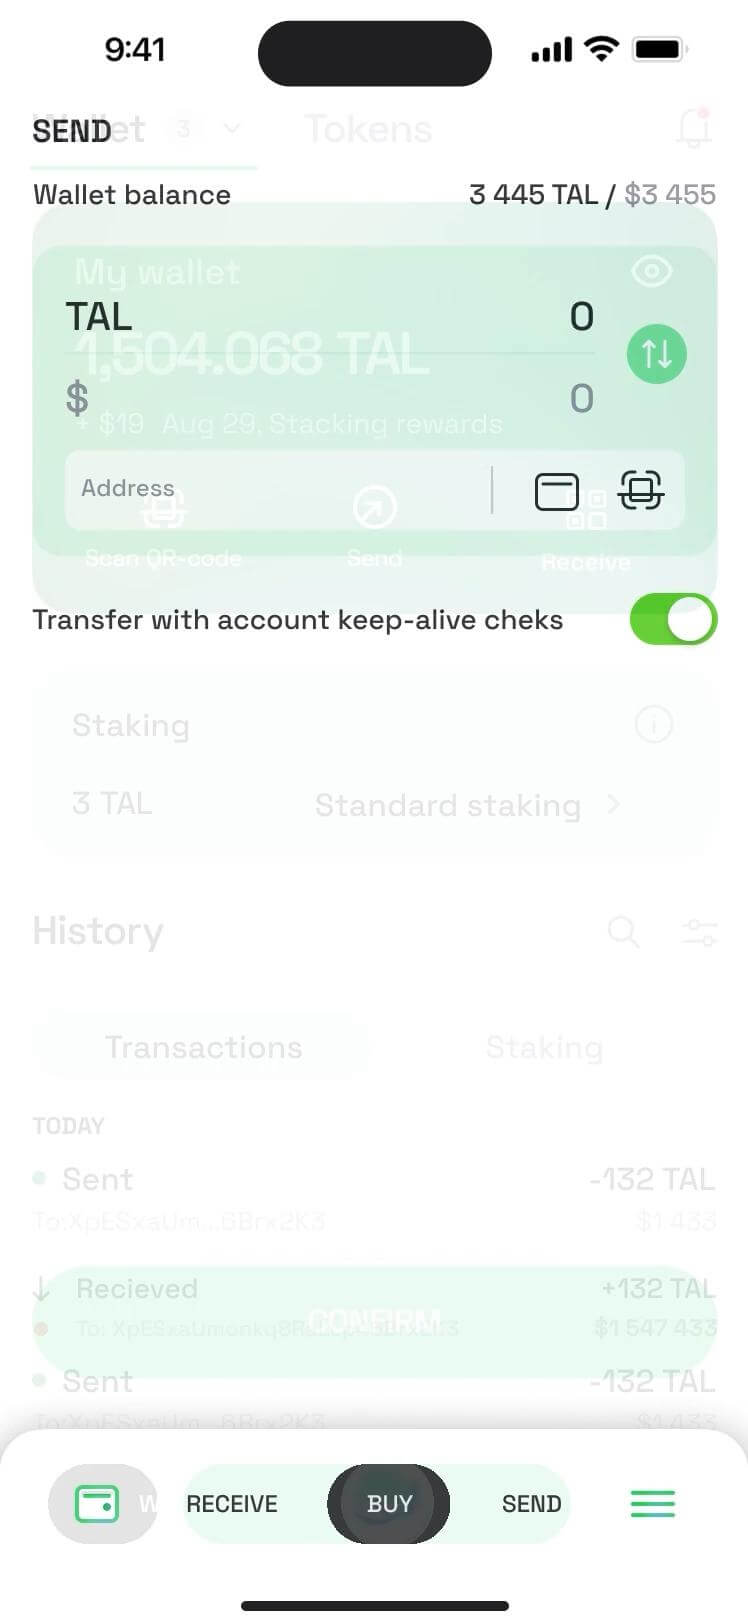 9:41
Wallet 3 Tokens
SEND
Wallet balance 3 445 TAL / $3 455
My wallet
TAL 0
1,504.068 TAL
$ 0
+ $19 Aug 29, Stacking rewards
Address
Scan QR-code Send Receive
Transfer with account keep-alive cheks
Staking
3 TAL Standard staking
History
Transactions Staking
TODAY
Sent -132 TAL
To:XpESxaUm...6Brx2K3 $1 433
Recieved +132 TAL
CONFIRM
To: $1 547 433
Sent -132 TAL
To:XpESxaUm...6Brx2K3 $1 433
W RECEIVE BUY SEND